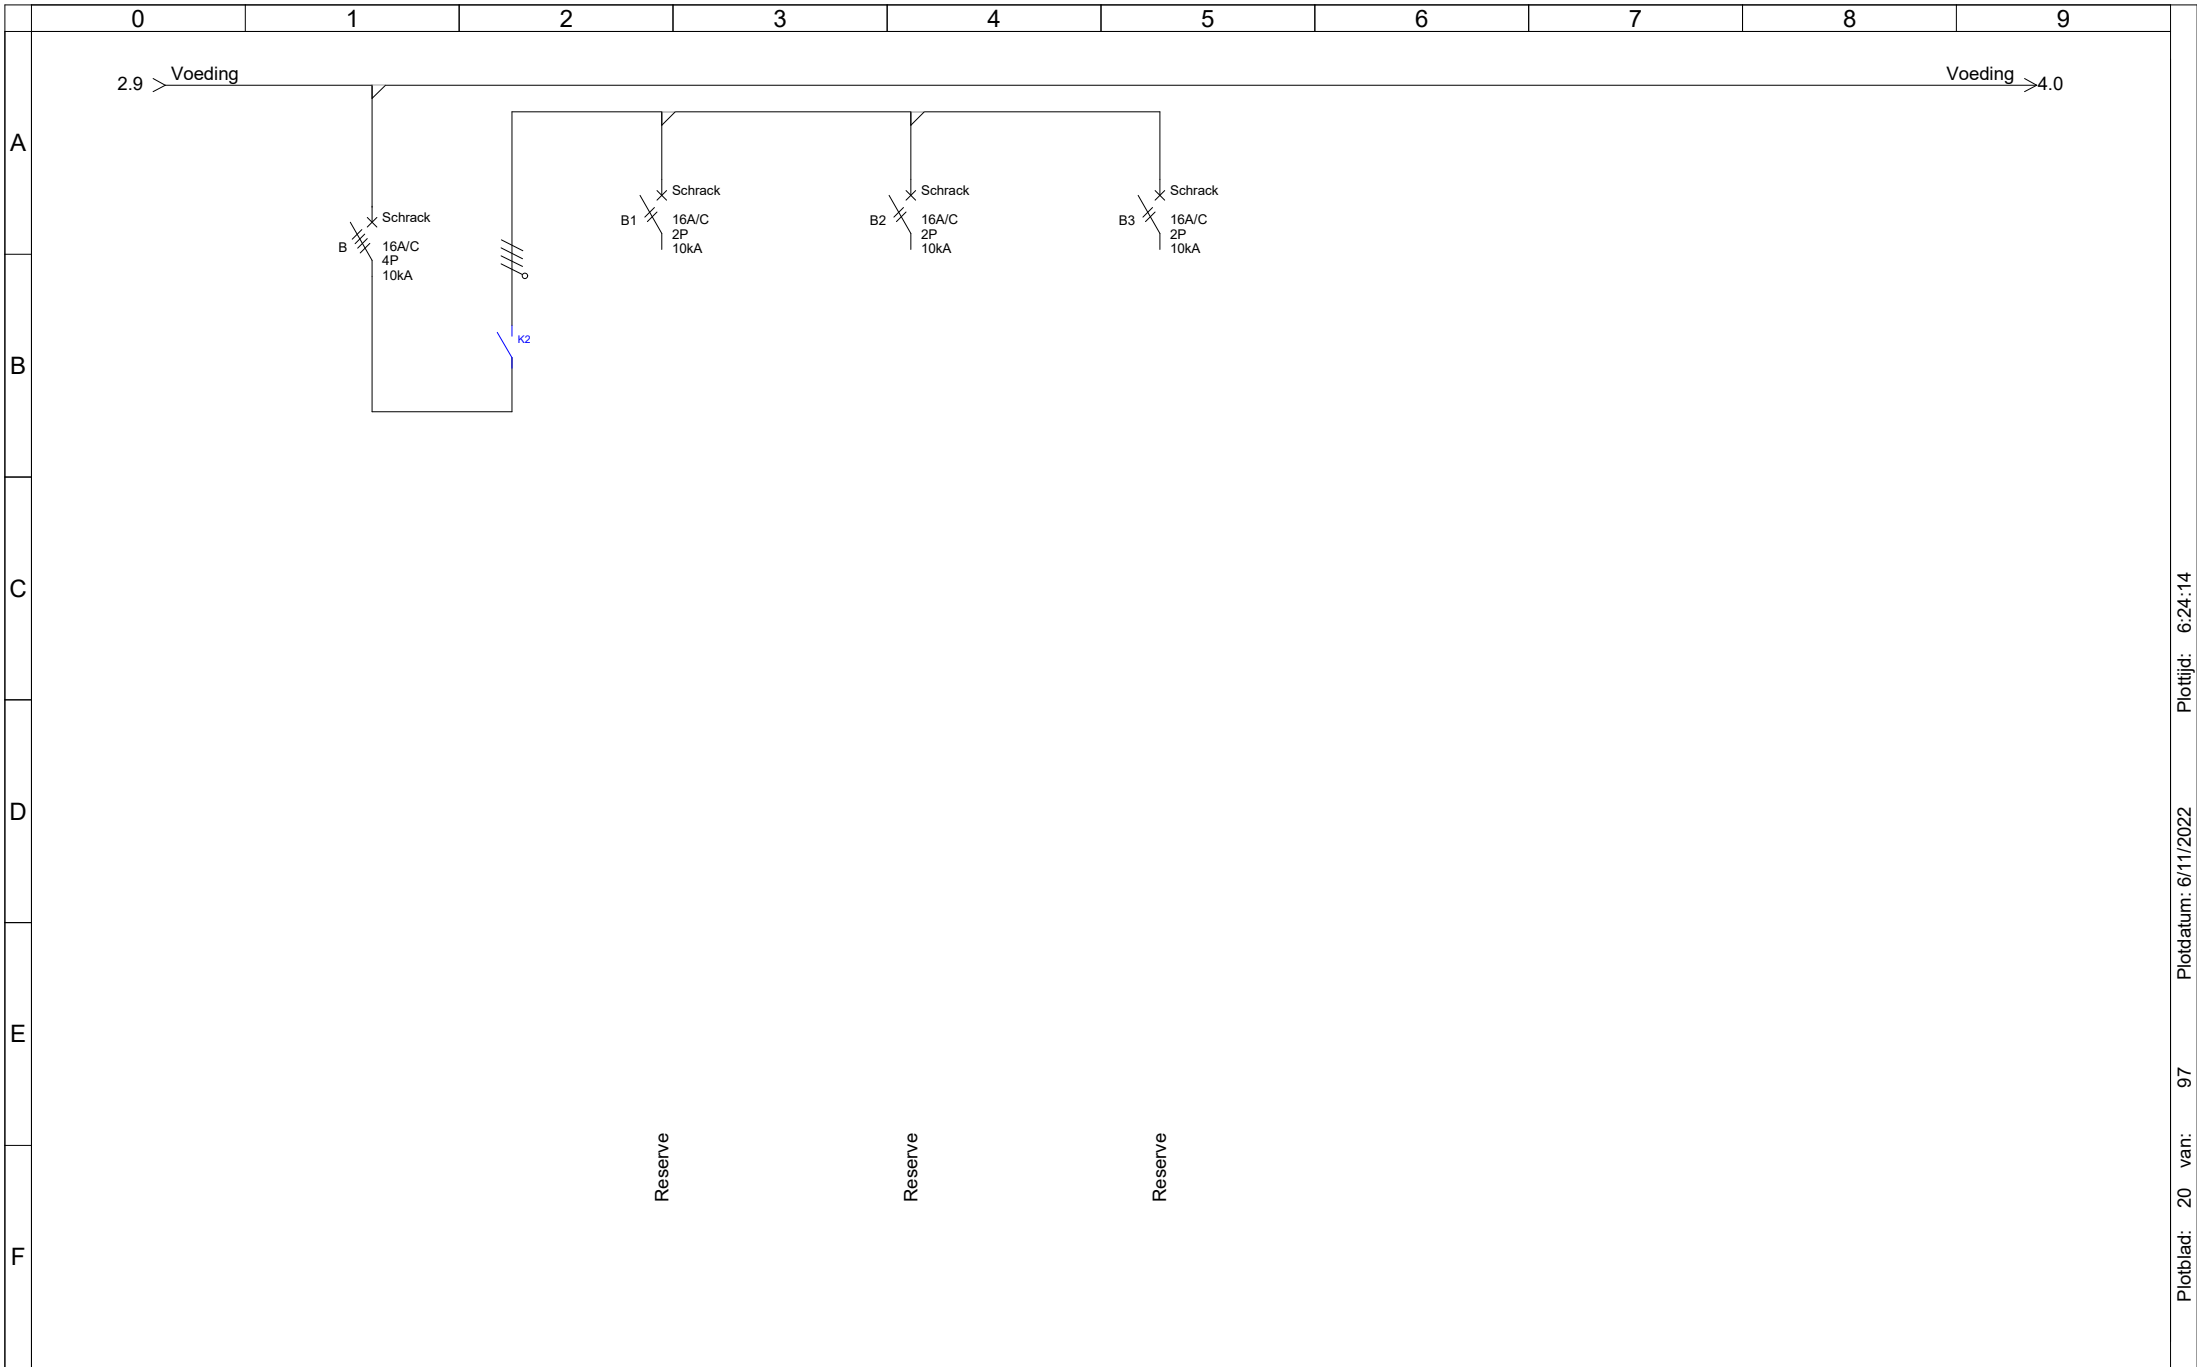 0 1 2 3 4 5 6 7 8 9
2.9 Voeding
Voeding 4.0
A
B
C
D
E
F
B
Schrack
16A/C
4P
10kA
K2
B1
Schrack
16A/C
2P
10kA
B2
Schrack
16A/C
2P
10kA
B3
Schrack
16A/C
2P
10kA
Reserve
Reserve
Reserve
Plotblad: 20 van: 97 Plotdatum: 6/11/2022 Plottijd: 6:24:14